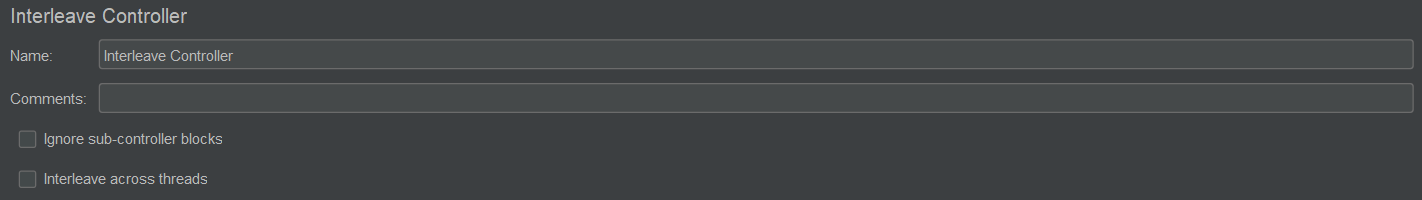 Interleave Controller
Name: Interleave Controller
Comments:
Ignore sub-controller blocks
Interleave across threads